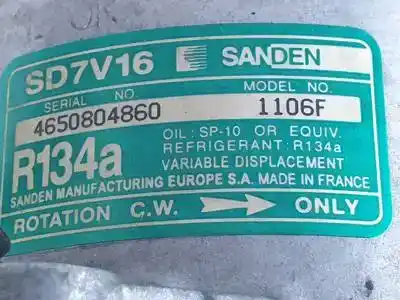 SD7V16 SANDEN
SERIAL NO. MODEL NO.
4650804860 1106F
OIL: SP-10 OR EQUIV.
REFRIGERANT: R134a
R134a VARIABLE DISPLACEMENT
SANDEN MANUFACTURING EUROPE S.A. MADE IN FRANCE
ROTATION C.W. ONLY